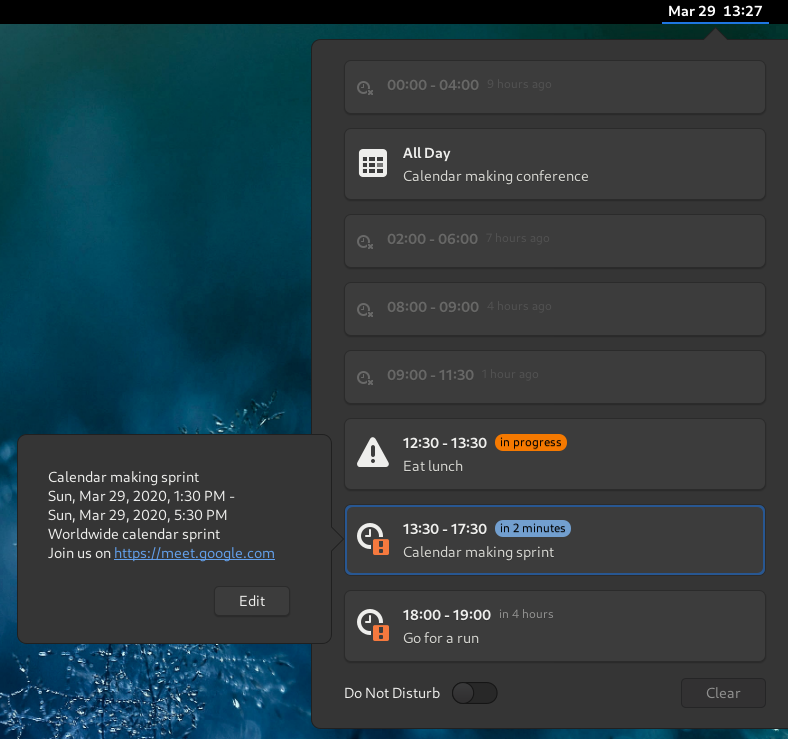 Mar 29 13:27
00:00 - 04:00 9 hours ago
All Day
Calendar making conference
02:00 - 06:00 7 hours ago
08:00 - 09:00 4 hours ago
09:00 - 11:30 1 hour ago
12:30 - 13:30 in progress
Eat lunch
13:30 - 17:30 in 2 minutes
Calendar making sprint
18:00 - 19:00 in 4 hours
Go for a run
Do Not Disturb
Clear
Calendar making sprint
Sun, Mar 29, 2020, 1:30 PM -
Sun, Mar 29, 2020, 5:30 PM
Worldwide calendar sprint
Join us on https://meet.google.com
Edit